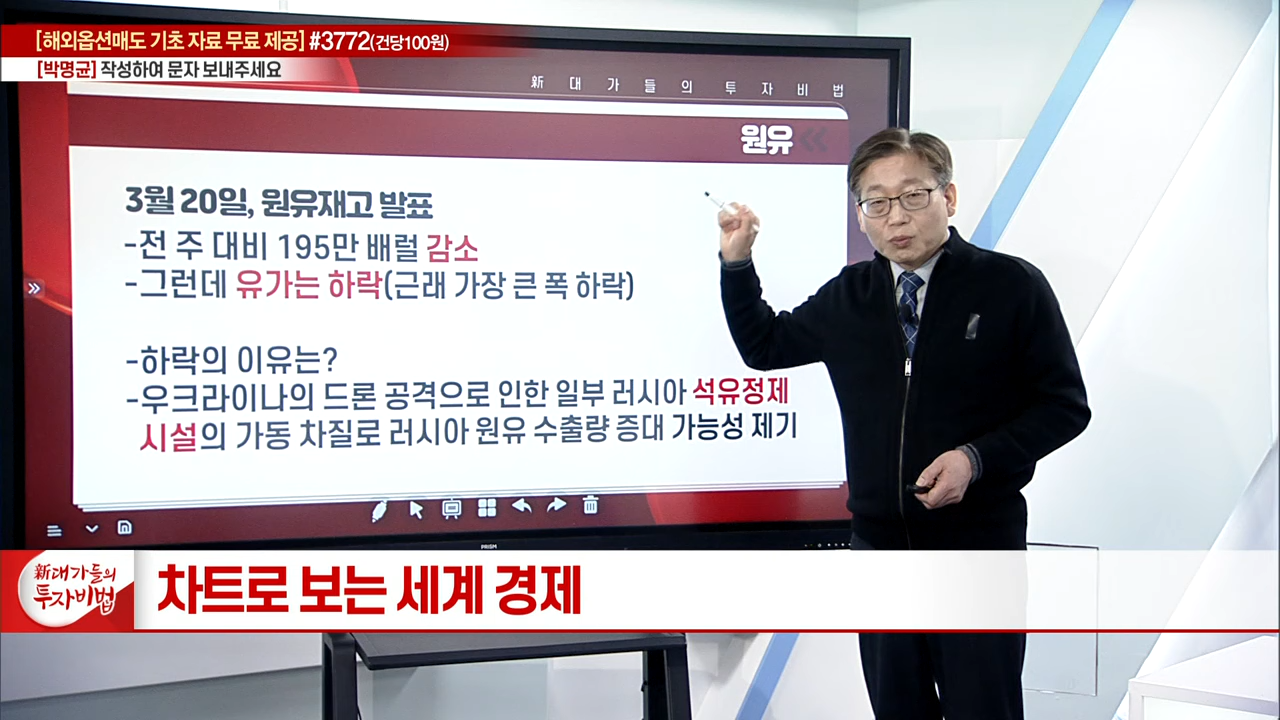 [해외옵션매도 기초 자료 무료 제공] #3772(건당100원)
[박명균] 작성하여 문자 보내주세요
新 대 가 들 의 투 자 비 법
원유
3월 20일, 원유재고 발표
-전 주 대비 195만 배럴 감소
-그런데 유가는 하락(근래 가장 큰 폭 하락)
-하락의 이유는?
-우크라이나의 드론 공격으로 인한 일부 러시아 석유정제
시설의 가동 차질로 러시아 원유 수출량 증대 가능성 제기
PRISM
新대가들의
투자비법
차트로 보는 세계 경제